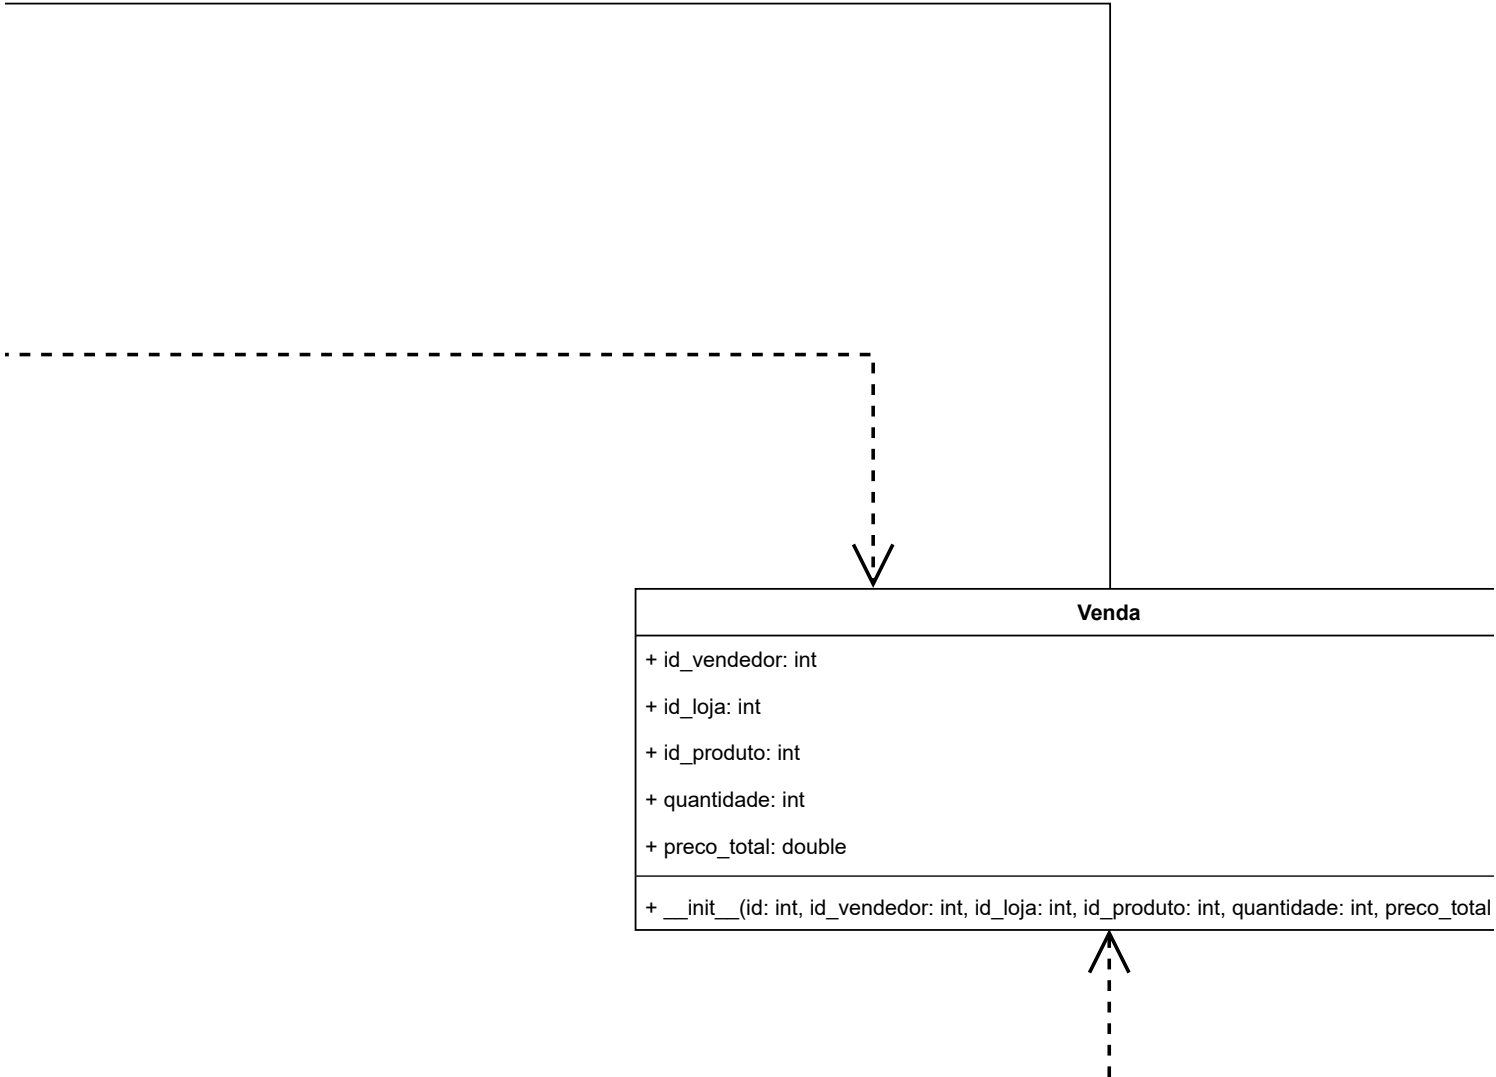 Venda
+ id_vendedor: int
+ id_loja: int
+ id_produto: int
+ quantidade: int
+ preco_total: double
+ __init__(id: int, id_vendedor: int, id_loja: int, id_produto: int, quantidade: int, preco_total